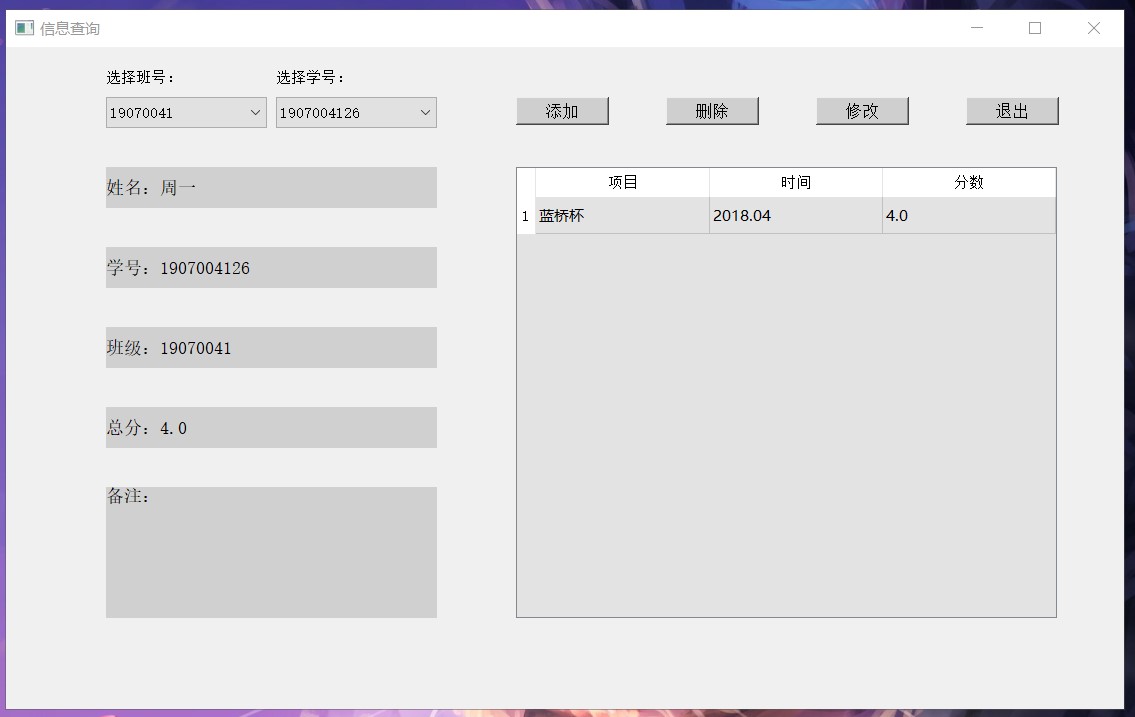 信息查询
选择班号：
选择学号：
19070041
1907004126
添加
删除
修改
退出
姓名：周一
学号：1907004126
班级：19070041
总分：4.0
备注：
项目 时间 分数
1 蓝桥杯 2018.04 4.0